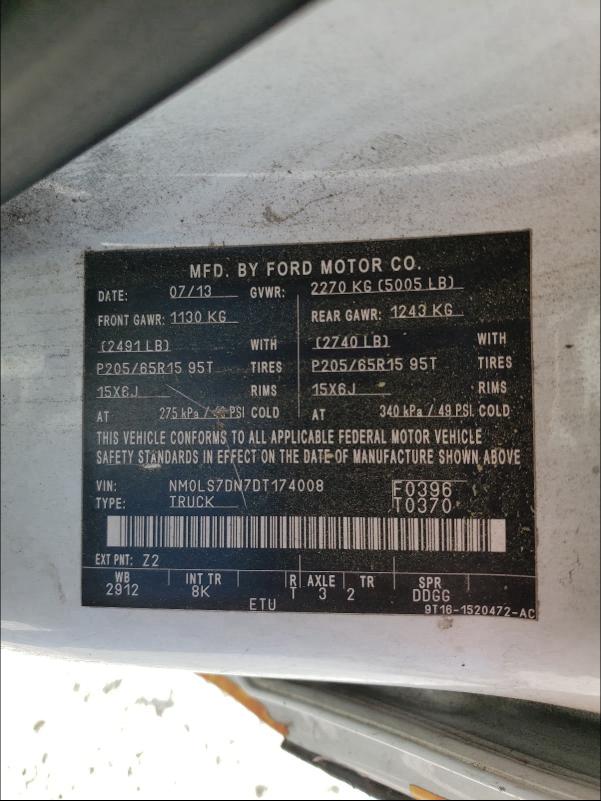 MFD. BY FORD MOTOR CO.
DATE: 07/13 GVWR: 2270 KG (5005 LB)
FRONT GAWR: 1130 KG REAR GAWR: 1243 KG
(2491 LB) WITH (2740 LB) WITH
P205/65R15 95T TIRES P205/65R15 95T TIRES
15X6J RIMS 15X6J RIMS
AT 275 kPa / PSI COLD AT 340 kPa / 49 PSI COLD
THIS VEHICLE CONFORMS TO ALL APPLICABLE FEDERAL MOTOR VEHICLE
SAFETY STANDARDS IN EFFECT ON THE DATE OF MANUFACTURE SHOWN ABOVE
VIN: NM0LS7DN7DT174008 F0396
TYPE: TRUCK T0370
EXT PNT: Z2
WB INT TR R AXLE TR SPR
2912 8K T 3 2 DDGG
ETU 9T16-1520472-AC